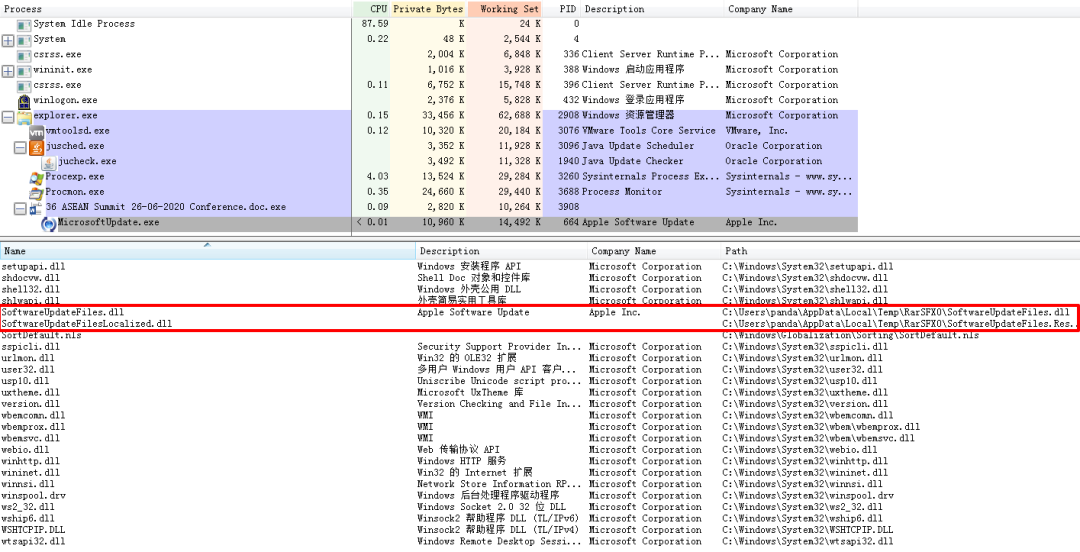 Process CPU Private Bytes Working Set PID Description Company Name
System Idle Process 87.59 K 24 K 0
System 0.22 48 K 2,544 K 4
csrss.exe 2,004 K 6,848 K 336 Client Server Runtime P... Microsoft Corporation
wininit.exe 1,016 K 3,928 K 388 Windows 启动应用程序 Microsoft Corporation
csrss.exe 0.11 6,752 K 15,748 K 396 Client Server Runtime P... Microsoft Corporation
winlogon.exe 2,376 K 5,828 K 432 Windows 登录应用程序 Microsoft Corporation
explorer.exe 0.15 33,456 K 62,688 K 2908 Windows 资源管理器 Microsoft Corporation
vmtoolsd.exe 0.12 10,320 K 20,184 K 3076 VMware Tools Core Service VMware, Inc.
jusched.exe 3,352 K 11,928 K 3096 Java Update Scheduler Oracle Corporation
jucheck.exe 3,492 K 11,328 K 1940 Java Update Checker Oracle Corporation
Procexp.exe 4.03 13,524 K 29,284 K 3260 Sysinternals Process Ex... Sysinternals - www.sy...
Procmon.exe 0.35 24,660 K 29,440 K 3688 Process Monitor Sysinternals - www.sy...
36 ASEAN Summit 26-06-2020 Conference.doc.exe 0.09 2,820 K 10,264 K 3908
MicrosoftUpdate.exe < 0.01 10,960 K 14,492 K 664 Apple Software Update Apple Inc.
Name Description Company Name Path
setupapi.dll Windows 安装程序 API Microsoft Corporation C:\Windows\System32\setupapi.dll
shdocvw.dll Shell Doc 对象和控件库 Microsoft Corporation C:\Windows\System32\shdocvw.dll
shell32.dll Windows 外壳公用 DLL Microsoft Corporation C:\Windows\System32\shell32.dll
shlwapi.dll 外壳简易实用工具库 Microsoft Corporation C:\Windows\System32\shlwapi.dll
SoftwareUpdateFiles.dll Apple Software Update Apple Inc. C:\Users\panda\AppData\Local\Temp\RarSFX0\SoftwareUpdateFiles.dll
SoftwareUpdateFilesLocalized.dll C:\Users\panda\AppData\Local\Temp\RarSFX0\SoftwareUpdateFiles.Res...
SortDefault.nls C:\Windows\Globalization\Sorting\SortDefault.nls
sspicli.dll Security Support Provider In... Microsoft Corporation C:\Windows\System32\sspicli.dll
urlmon.dll Win32 的 OLE32 扩展 Microsoft Corporation C:\Windows\System32\urlmon.dll
user32.dll 多用户 Windows 用户 API 客户... Microsoft Corporation C:\Windows\System32\user32.dll
usp10.dll Uniscribe Unicode script pro... Microsoft Corporation C:\Windows\System32\usp10.dll
uxtheme.dll Microsoft UxTheme 库 Microsoft Corporation C:\Windows\System32\uxtheme.dll
version.dll Version Checking and File In... Microsoft Corporation C:\Windows\System32\version.dll
wbemcomn.dll WMI Microsoft Corporation C:\Windows\System32\wbemcomn.dll
wbemprox.dll WMI Microsoft Corporation C:\Windows\System32\wbem\wbemprox.dll
wbemsvc.dll WMI Microsoft Corporation C:\Windows\System32\wbem\wbemsvc.dll
webio.dll Web 传输协议 API Microsoft Corporation C:\Windows\System32\webio.dll
winhttp.dll Windows HTTP 服务 Microsoft Corporation C:\Windows\System32\winhttp.dll
wininet.dll Win32 的 Internet 扩展 Microsoft Corporation C:\Windows\System32\wininet.dll
winnsi.dll Network Store Information RP... Microsoft Corporation C:\Windows\System32\winnsi.dll
winspool.drv Windows 后台处理程序驱动程序 Microsoft Corporation C:\Windows\System32\winspool.drv
ws2_32.dll Windows Socket 2.0 32 位 DLL Microsoft Corporation C:\Windows\System32\ws2_32.dll
wship6.dll Winsock2 帮助程序 DLL (TL/IPv6) Microsoft Corporation C:\Windows\System32\wship6.dll
WSHTCPIP.DLL Winsock2 帮助程序 DLL (TL/IPv4) Microsoft Corporation C:\Windows\System32\WSHTCPIP.DLL
wtsapi32.dll Windows Remote Desktop Sessi... Microsoft Corporation C:\Windows\System32\wtsapi32.dll